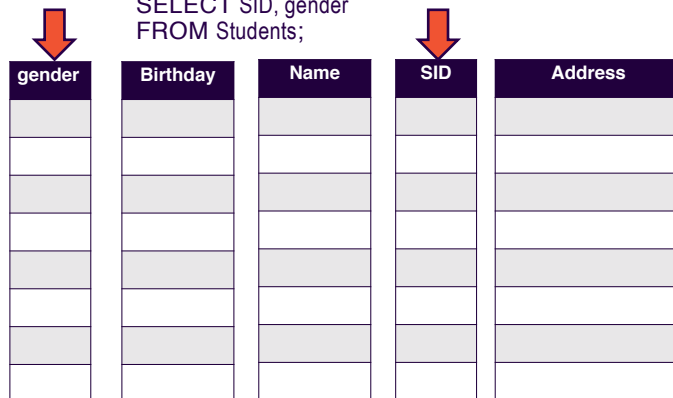 SELECT SID, gender
FROM Students;
gender Birthday Name SID Address